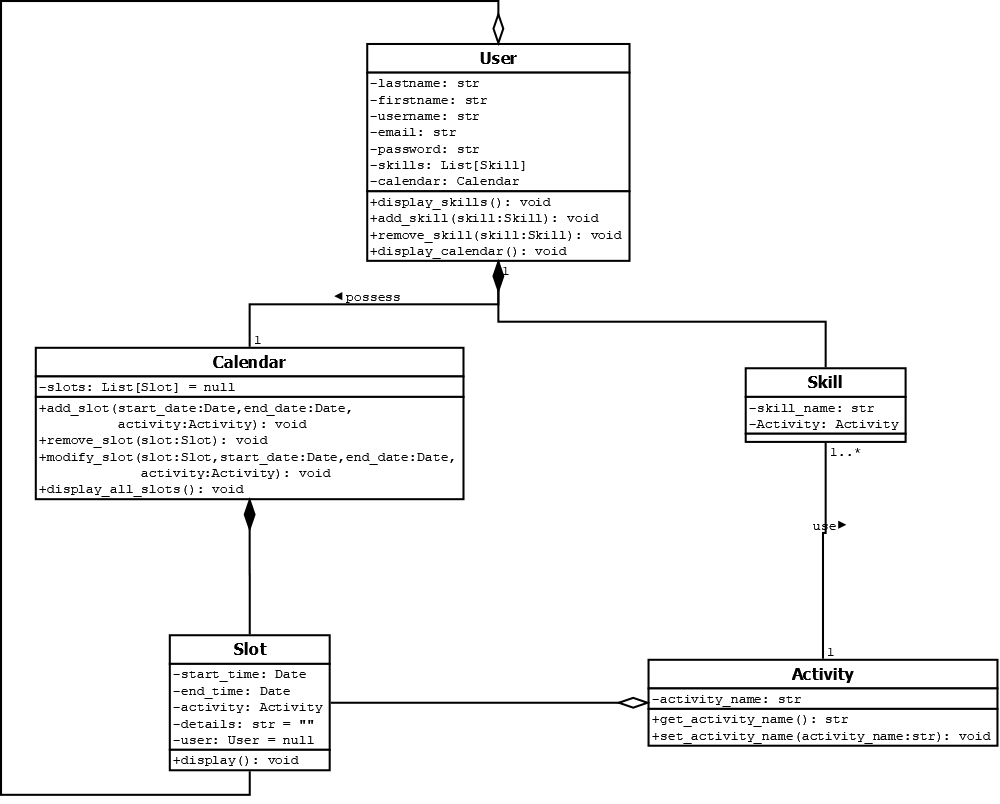 User
-lastname: str
-firstname: str
-username: str
-email: str
-password: str
-skills: List[Skill]
-calendar: Calendar
+display_skills(): void
+add_skill(skill:Skill): void
+remove_skill(skill:Skill): void
+display_calendar(): void
1
◄possess
1
Calendar
-slots: List[Slot] = null
+add_slot(start_date:Date,end_date:Date,
activity:Activity): void
+remove_slot(slot:Slot): void
+modify_slot(slot:Slot,start_date:Date,end_date:Date,
activity:Activity): void
+display_all_slots(): void
Skill
-skill_name: str
-Activity: Activity
1..*
use►
1
Slot
-start_time: Date
-end_time: Date
-activity: Activity
-details: str = ""
-user: User = null
+display(): void
Activity
-activity_name: str
+get_activity_name(): str
+set_activity_name(activity_name:str): void